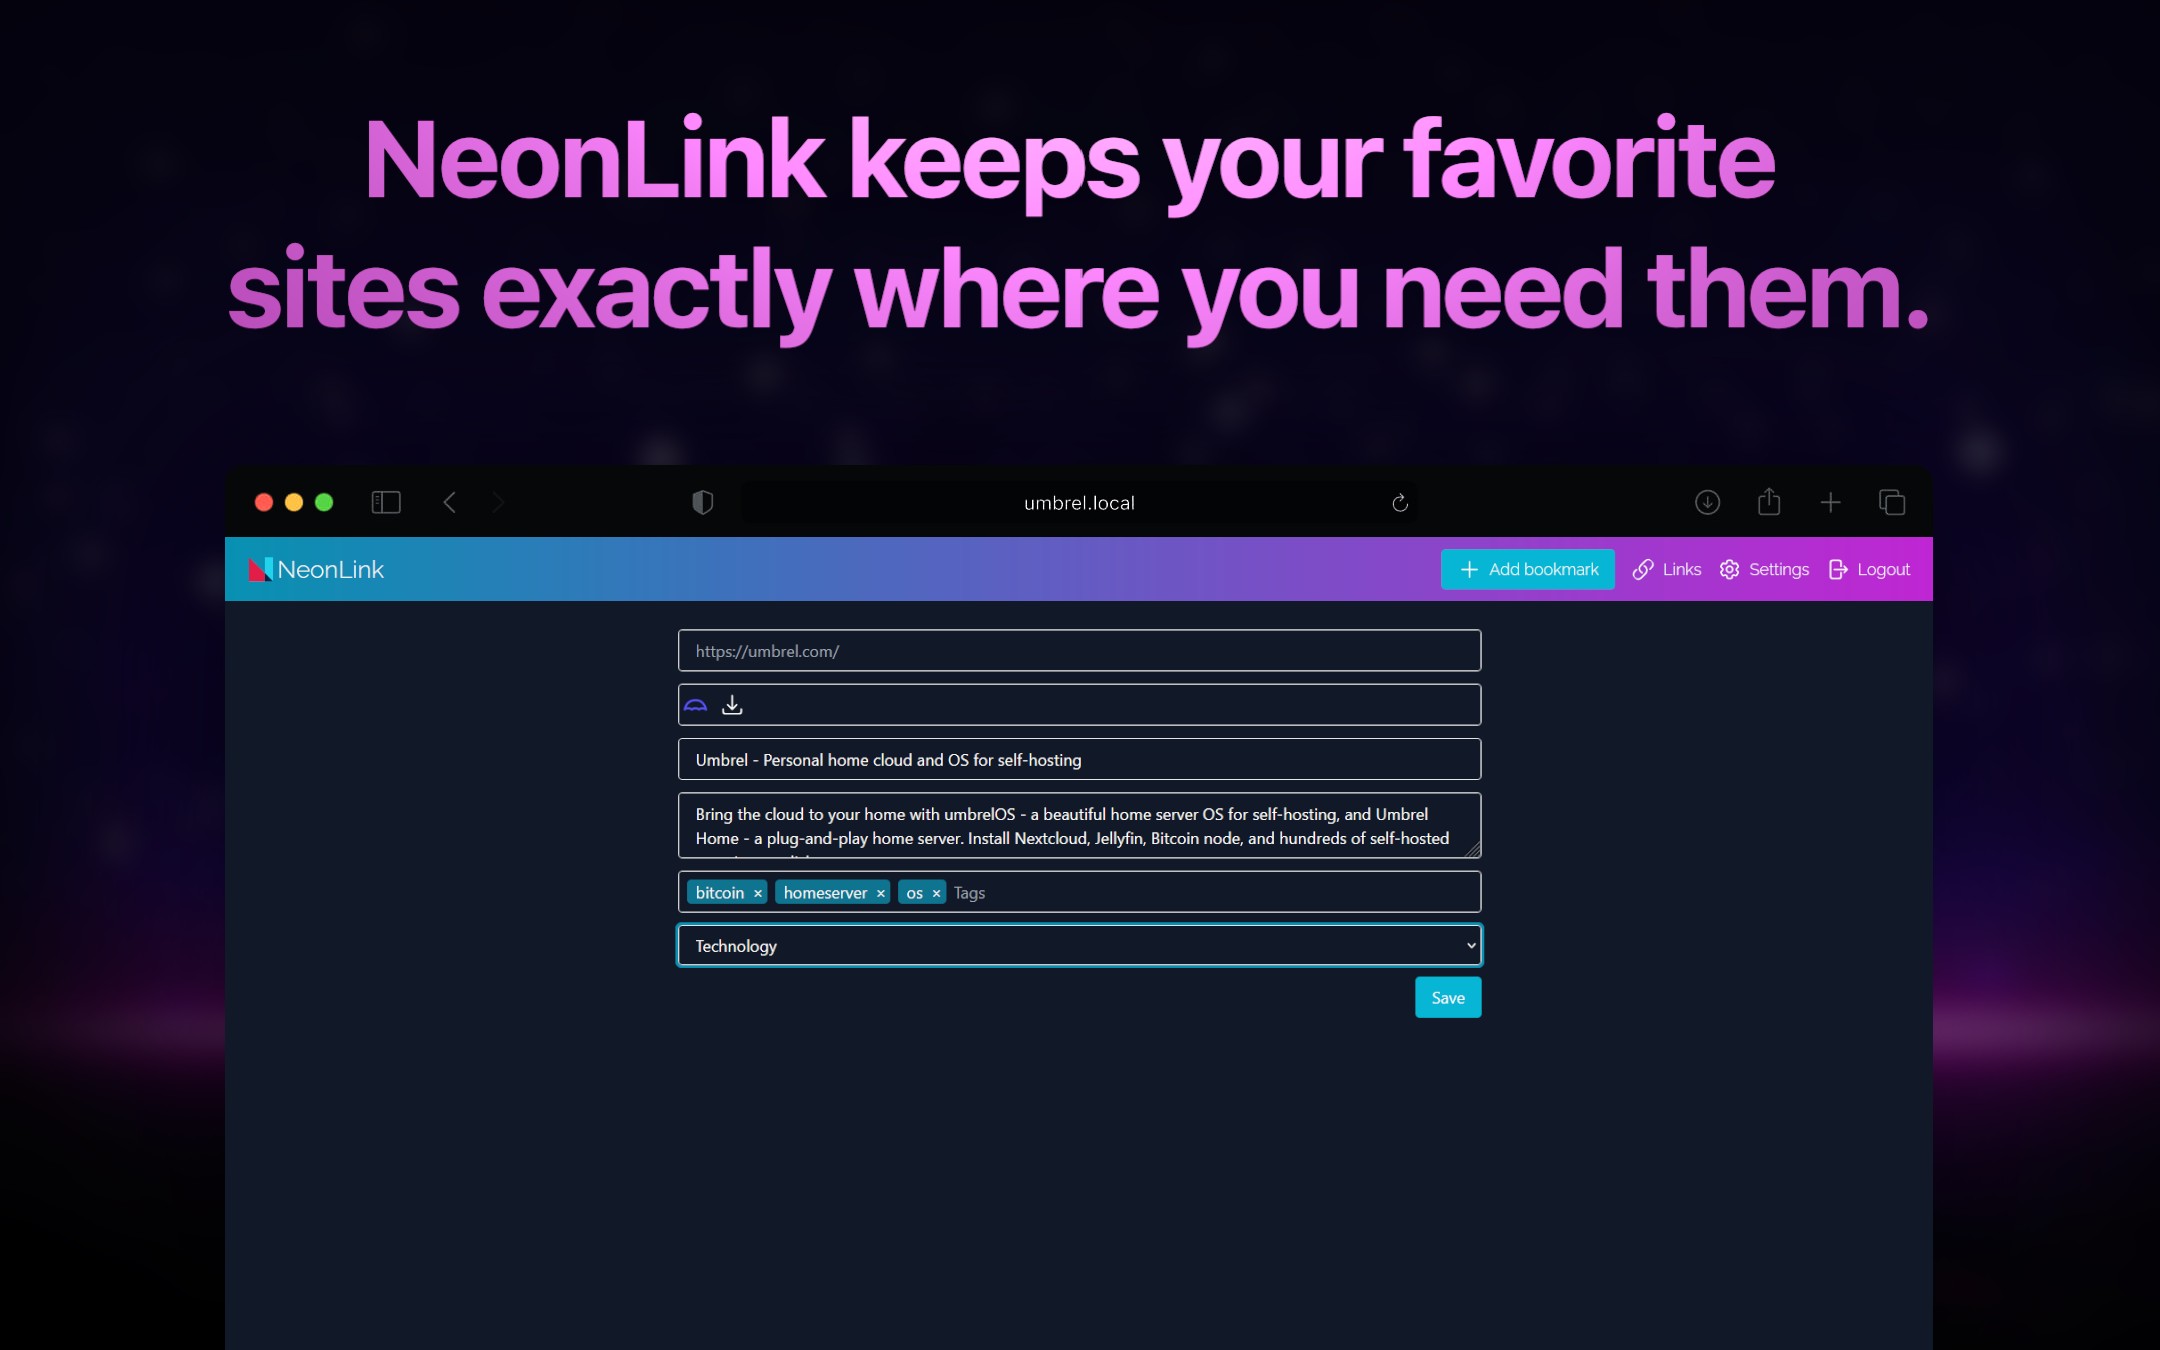 NeonLink keeps your favorite
sites exactly where you need them.
umbrel.local
NeonLink
Add bookmark
Links
Settings
Logout
https://umbrel.com/
Umbrel - Personal home cloud and OS for self-hosting
Bring the cloud to your home with umbrelOS - a beautiful home server OS for self-hosting, and Umbrel
Home - a plug-and-play home server. Install Nextcloud, Jellyfin, Bitcoin node, and hundreds of self-hosted
bitcoin × homeserver × os × Tags
Technology
Save